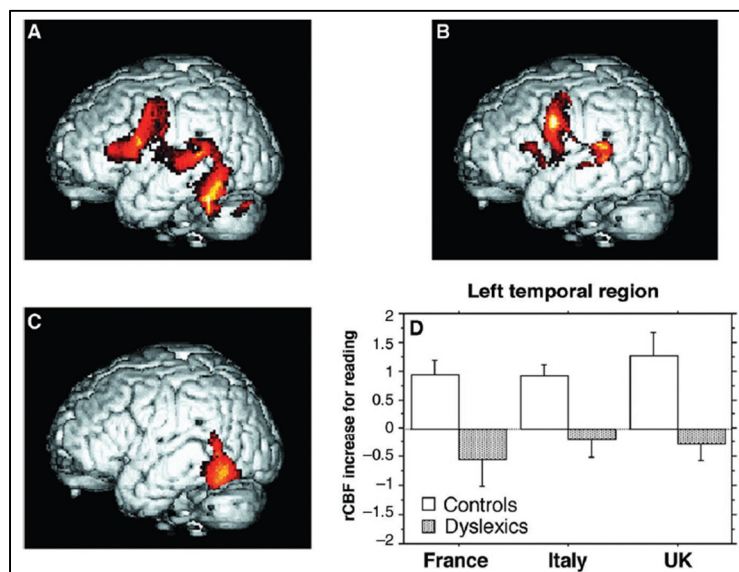 A
B
C
Left temporal region
D
rCBF increase for reading
2
1.5
1
0.5
0
−0.5
−1
−1.5
−2
Controls
Dyslexics
France Italy UK